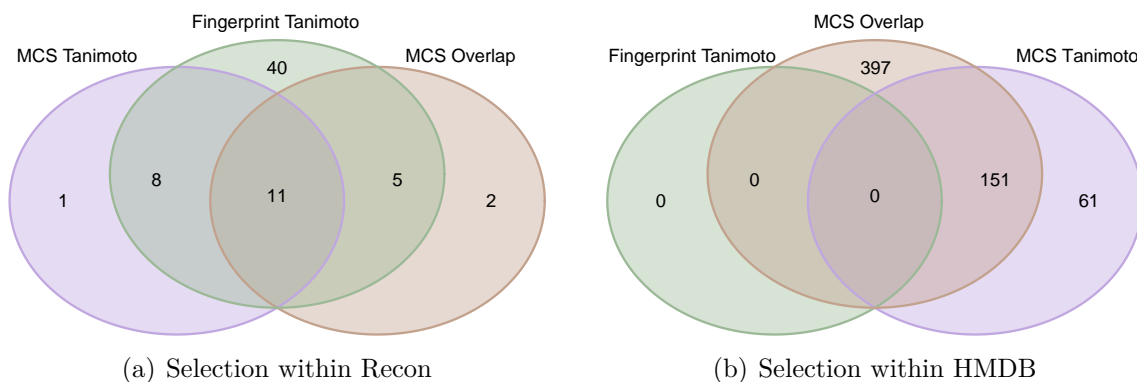 Fingerprint Tanimoto
MCS Tanimoto
MCS Overlap
40
1
8
11
5
2
(a) Selection within Recon
MCS Overlap
Fingerprint Tanimoto
MCS Tanimoto
397
0
0
0
151
61
(b) Selection within HMDB